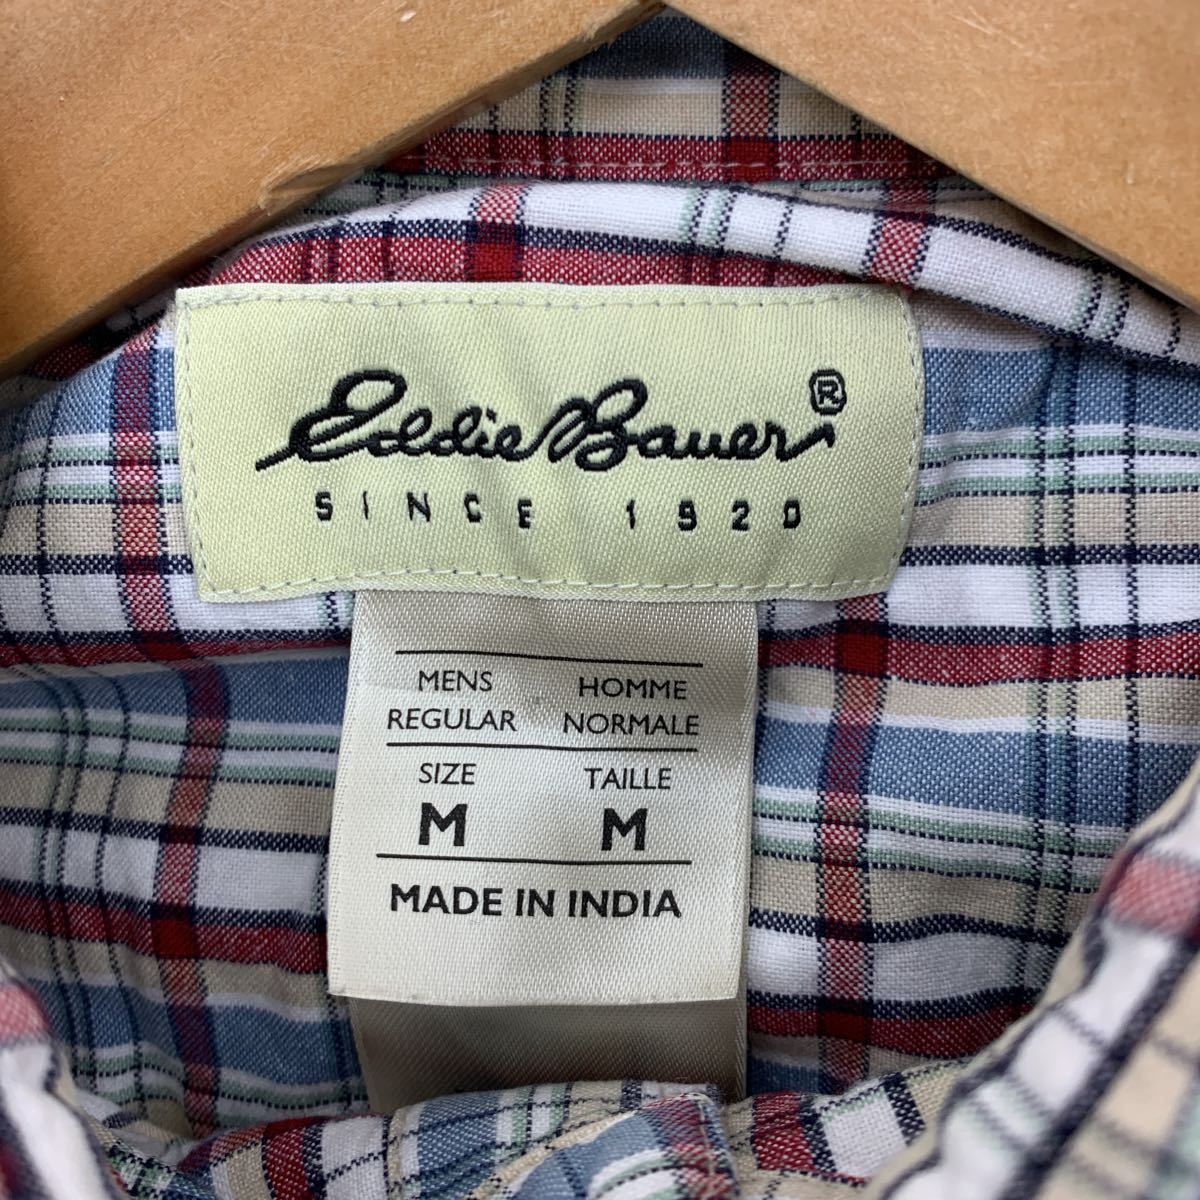 Eddie Bauer ®
SINCE 1920
MENS HOMME
REGULAR NORMALE
SIZE TAILLE
M M
MADE IN INDIA